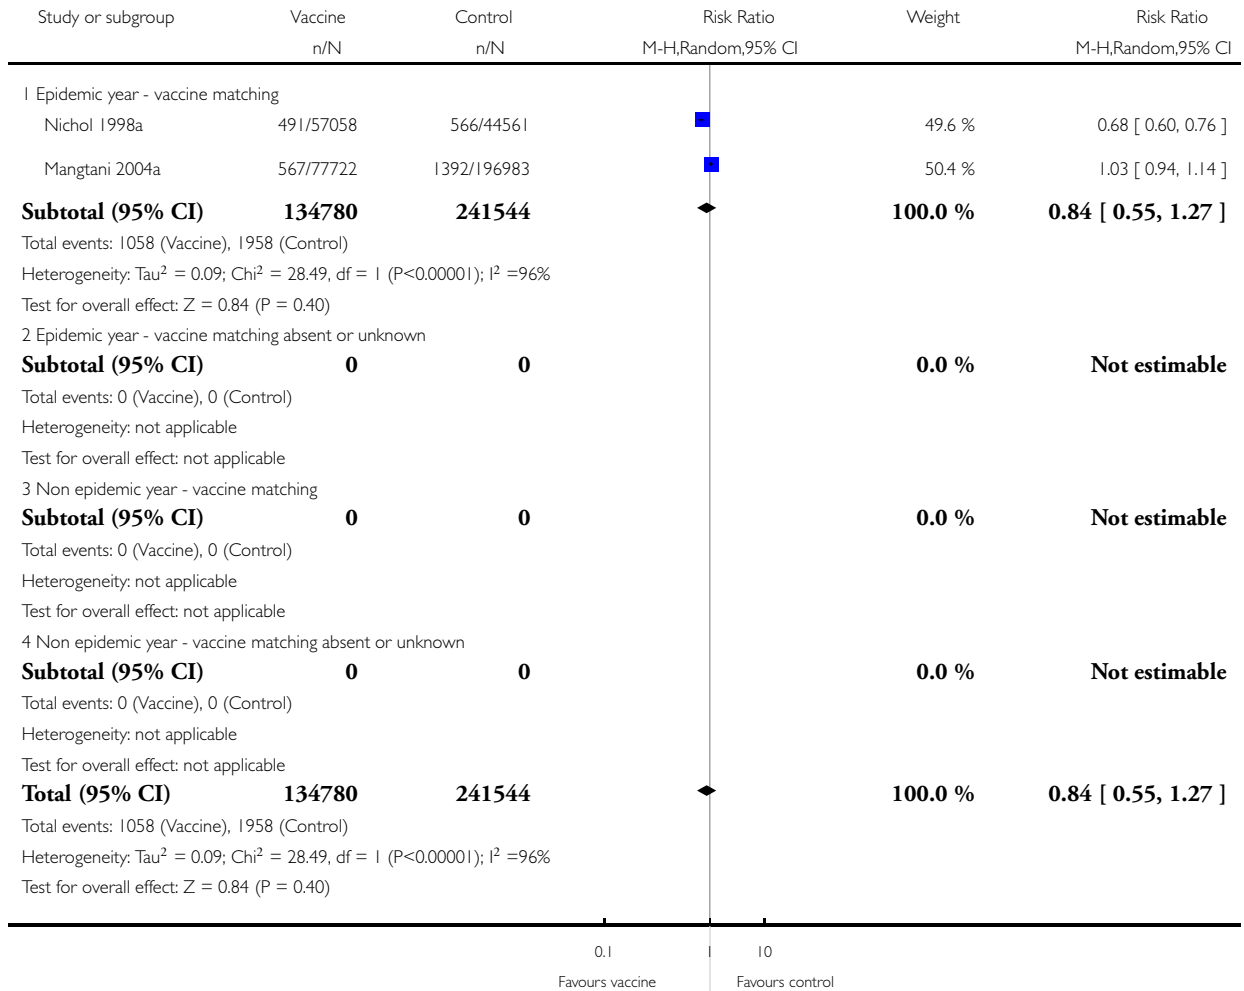 Study or subgroup Vaccine Control Risk Ratio Weight Risk Ratio
n/N n/N M-H,Random,95% CI M-H,Random,95% CI
1 Epidemic year - vaccine matching
Nichol 1998a 491/57058 566/44561 49.6 % 0.68 [ 0.60, 0.76 ]
Mangtani 2004a 567/77722 1392/196983 50.4 % 1.03 [ 0.94, 1.14 ]
Subtotal (95% CI) 134780 241544 100.0 % 0.84 [ 0.55, 1.27 ]
Total events: 1058 (Vaccine), 1958 (Control)
Heterogeneity: Tau² = 0.09; Chi² = 28.49, df = 1 (P<0.00001); I² =96%
Test for overall effect: Z = 0.84 (P = 0.40)
2 Epidemic year - vaccine matching absent or unknown
Subtotal (95% CI) 0 0 0.0 % Not estimable
Total events: 0 (Vaccine), 0 (Control)
Heterogeneity: not applicable
Test for overall effect: not applicable
3 Non epidemic year - vaccine matching
Subtotal (95% CI) 0 0 0.0 % Not estimable
Total events: 0 (Vaccine), 0 (Control)
Heterogeneity: not applicable
Test for overall effect: not applicable
4 Non epidemic year - vaccine matching absent or unknown
Subtotal (95% CI) 0 0 0.0 % Not estimable
Total events: 0 (Vaccine), 0 (Control)
Heterogeneity: not applicable
Test for overall effect: not applicable
Total (95% CI) 134780 241544 100.0 % 0.84 [ 0.55, 1.27 ]
Total events: 1058 (Vaccine), 1958 (Control)
Heterogeneity: Tau² = 0.09; Chi² = 28.49, df = 1 (P<0.00001); I² =96%
Test for overall effect: Z = 0.84 (P = 0.40)
0.1 1 10
Favours vaccine Favours control